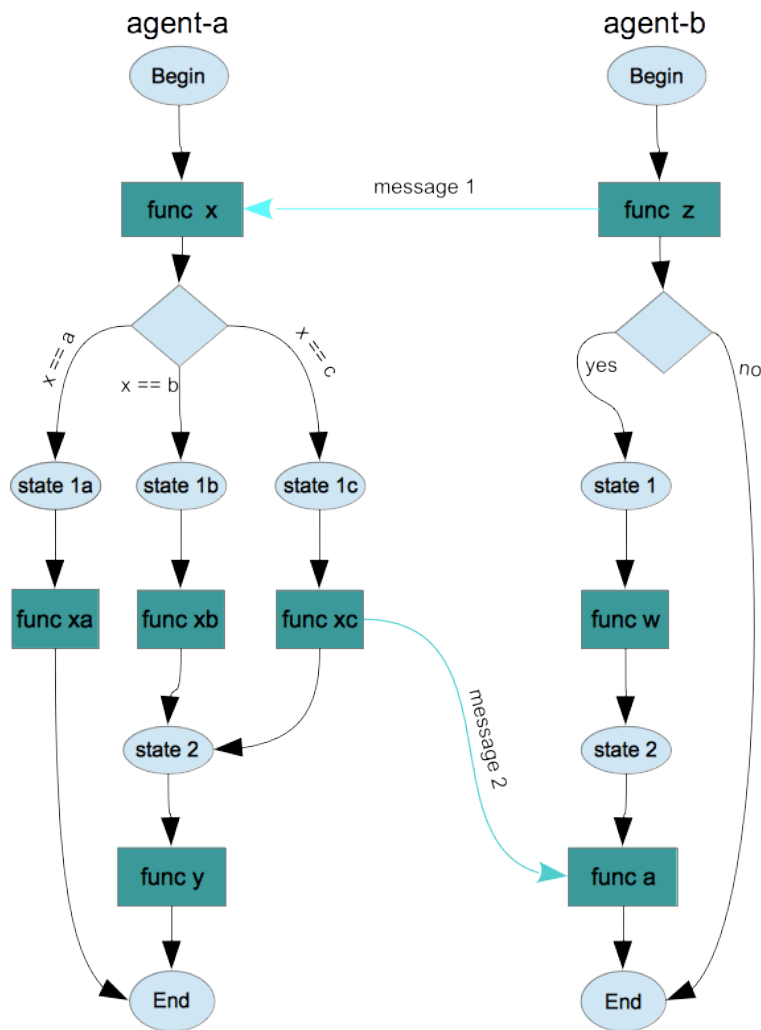 agent-a
agent-b
Begin
Begin
message 1
func x
func z
x == a
x == b
x == c
yes
no
state 1a
state 1b
state 1c
state 1
func xa
func xb
func xc
func w
message 2
state 2
state 2
func y
func a
End
End